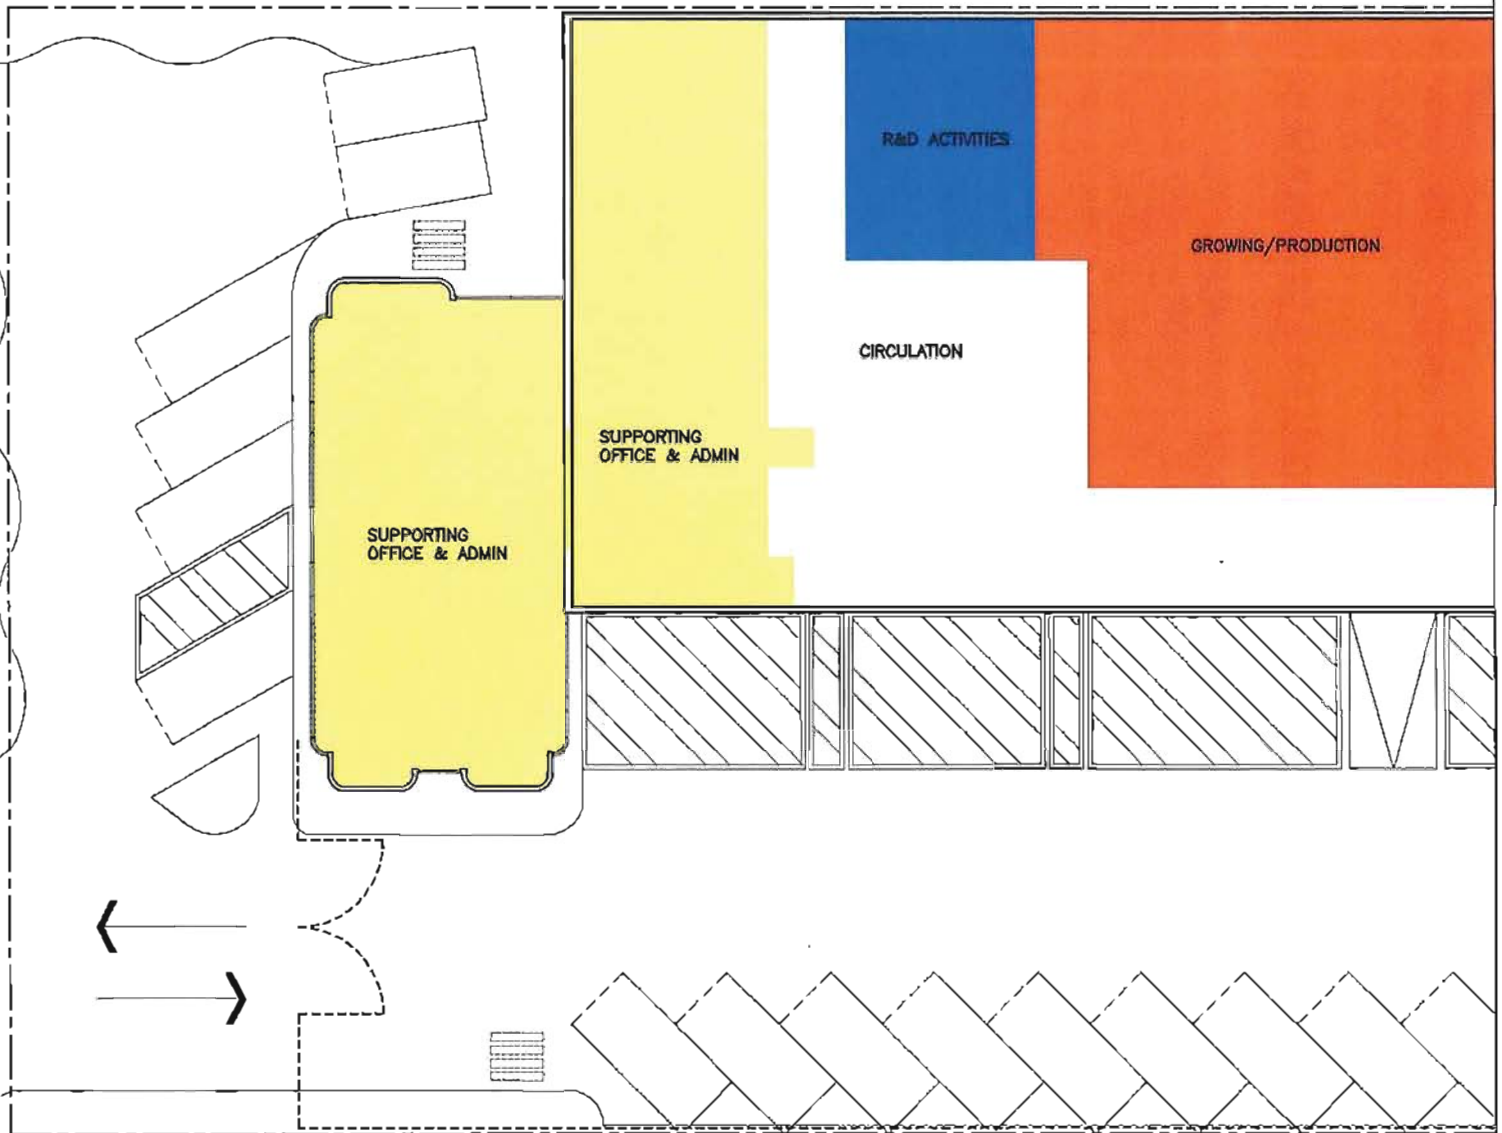 R&D ACTIVITIES
GROWING/PRODUCTION
CIRCULATION
SUPPORTING
OFFICE & ADMIN
SUPPORTING
OFFICE & ADMIN